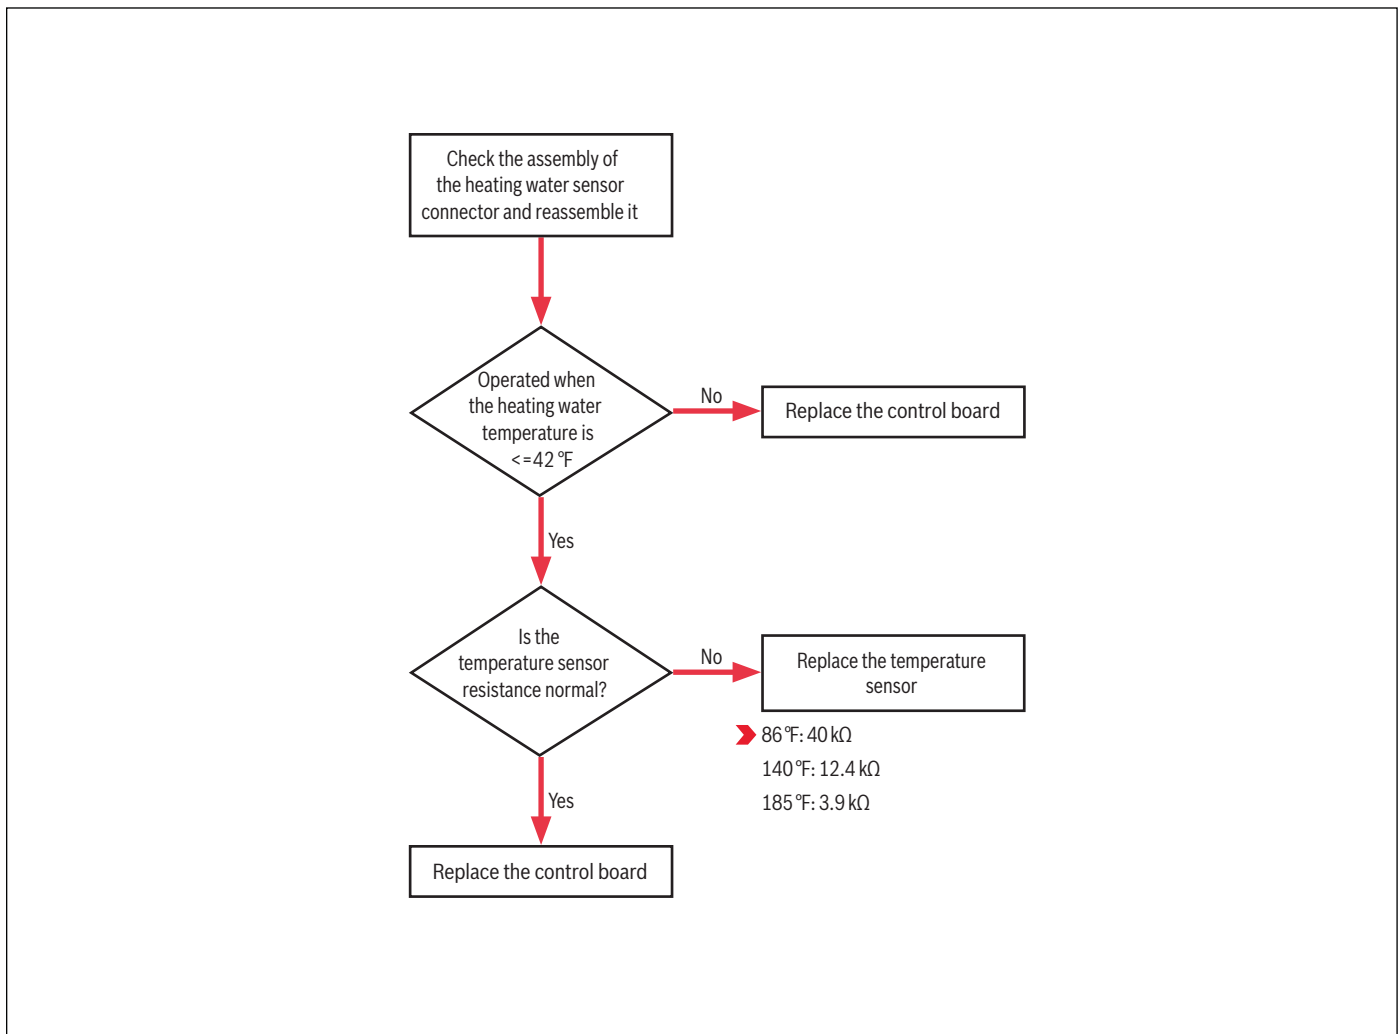 Check the assembly of
the heating water sensor
connector and reassemble it
Operated when
the heating water
temperature is
<=42 °F
No
Replace the control board
Yes
Is the
temperature sensor
resistance normal?
No
Replace the temperature
sensor
86 °F: 40 kΩ
140 °F: 12.4 kΩ
185 °F: 3.9 kΩ
Yes
Replace the control board